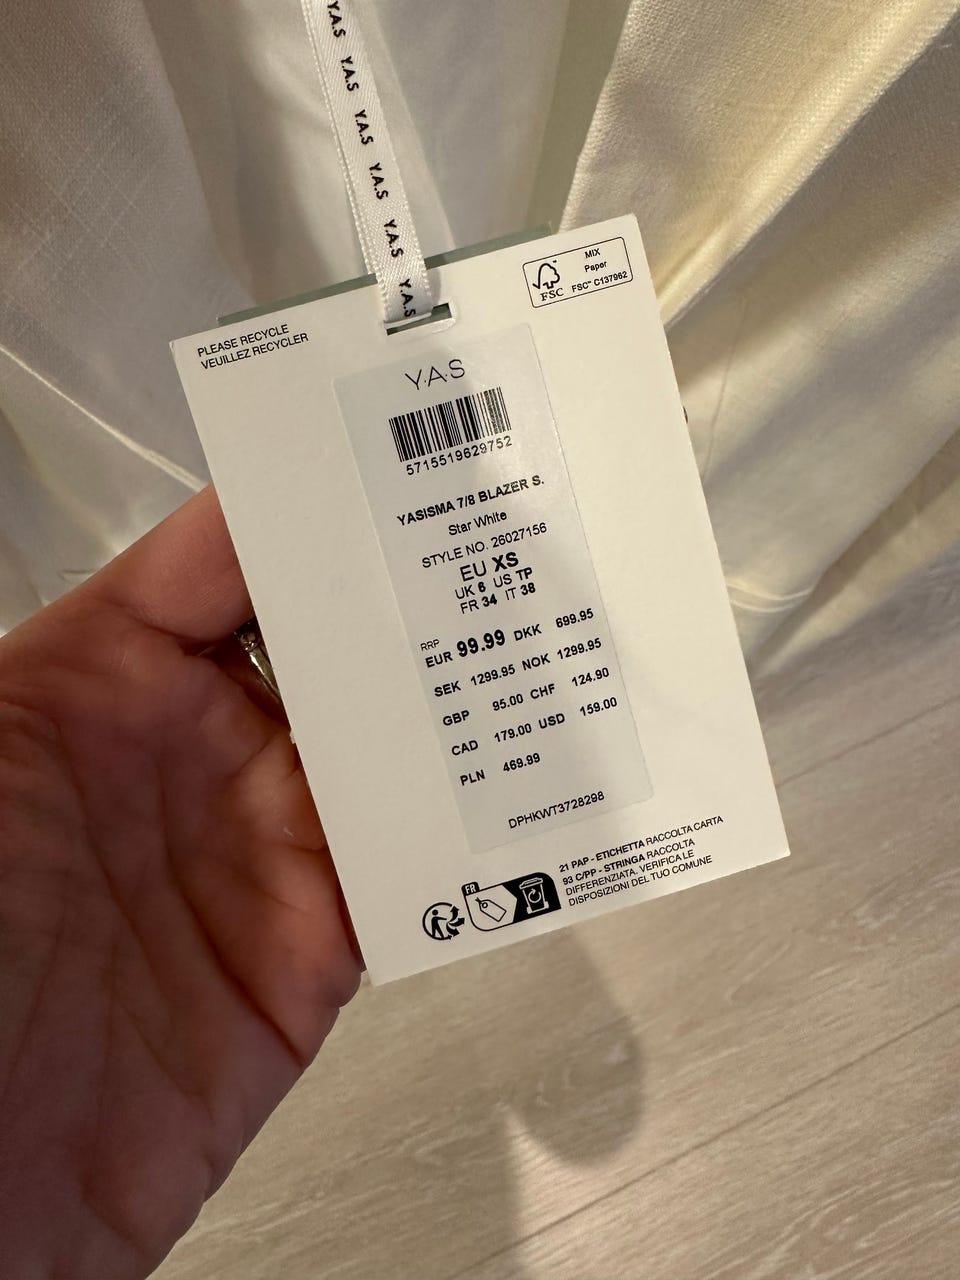 Y.A.S
Y.A.S
Y.A.S
Y.A.S
Y.A.S
Y.A.S
PLEASE RECYCLE
VEUILLEZ RECYCLER
FSC
MIX
Paper
FSC™ C137962
Y·A·S
5715519629752
YASISMA 7/8 BLAZER S.
Star White
STYLE NO. 26027156
EU XS
UK 6 US TP
FR 34 IT 38
RRP
EUR 99.99 DKK 699.95
SEK 1299.95 NOK 1299.95
GBP 95.00 CHF 124.90
CAD 179.00 USD 159.00
PLN 469.99
DPHKWT3728298
FR
21 PAP - ETICHETTA RACCOLTA CARTA
93 C/PP - STRINGA RACCOLTA
DIFFERENZIATA. VERIFICA LE
DISPOSIZIONI DEL TUO COMUNE